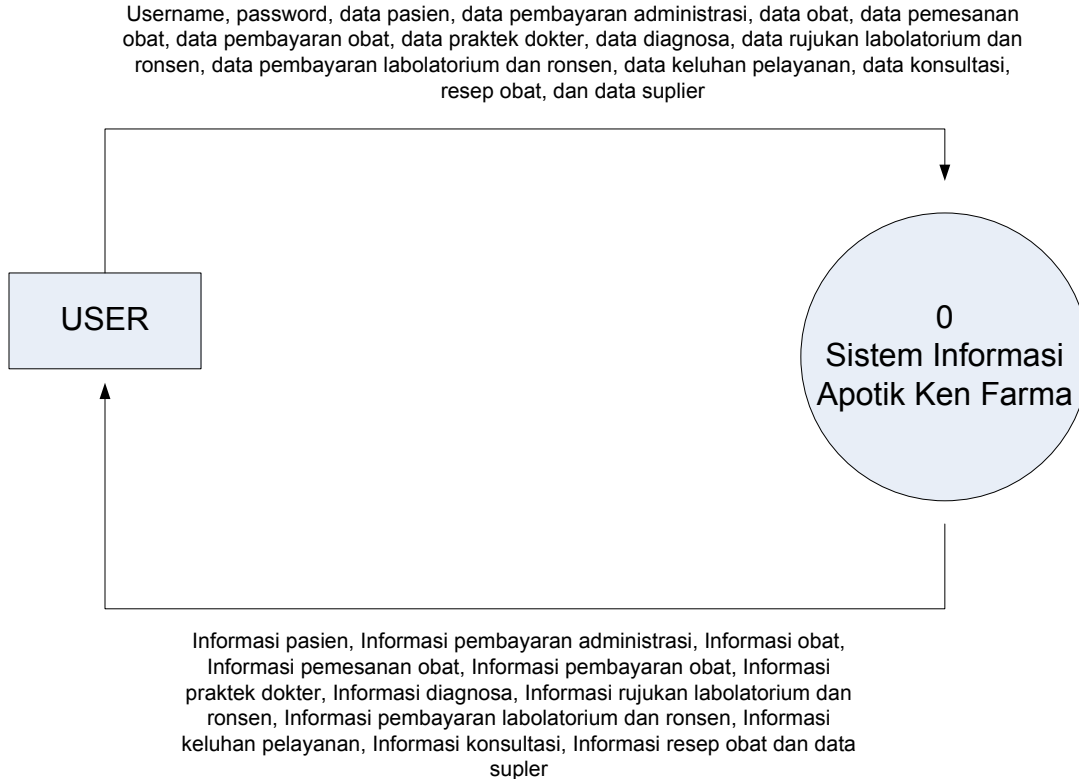 Username, password, data pasien, data pembayaran administrasi, data obat, data pemesanan
obat, data pembayaran obat, data praktek dokter, data diagnosa, data rujukan labolatorium dan
ronsen, data pembayaran labolatorium dan ronsen, data keluhan pelayanan, data konsultasi,
resep obat, dan data suplier
USER
0
Sistem Informasi
Apotik Ken Farma
Informasi pasien, Informasi pembayaran administrasi, Informasi obat,
Informasi pemesanan obat, Informasi pembayaran obat, Informasi
praktek dokter, Informasi diagnosa, Informasi rujukan labolatorium dan
ronsen, Informasi pembayaran labolatorium dan ronsen, Informasi
keluhan pelayanan, Informasi konsultasi, Informasi resep obat dan data
supler